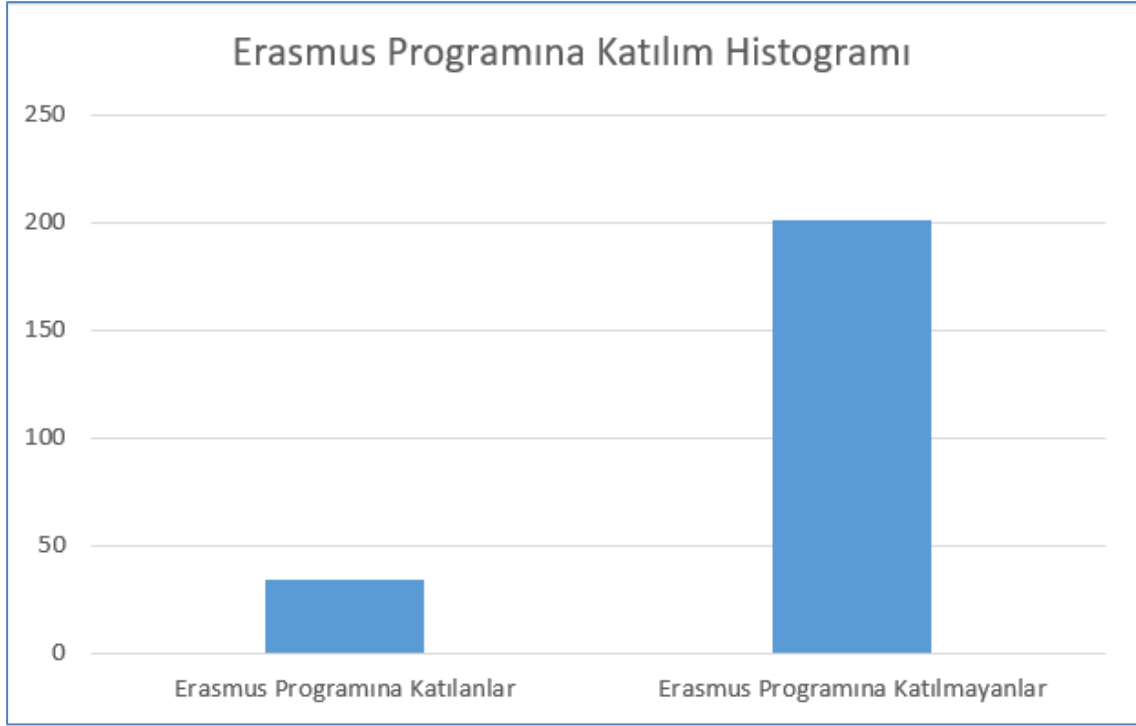 Erasmus Programına Katılım Histogramı
250
200
150
100
50
0
Erasmus Programına Katılanlar
Erasmus Programına Katılmayanlar